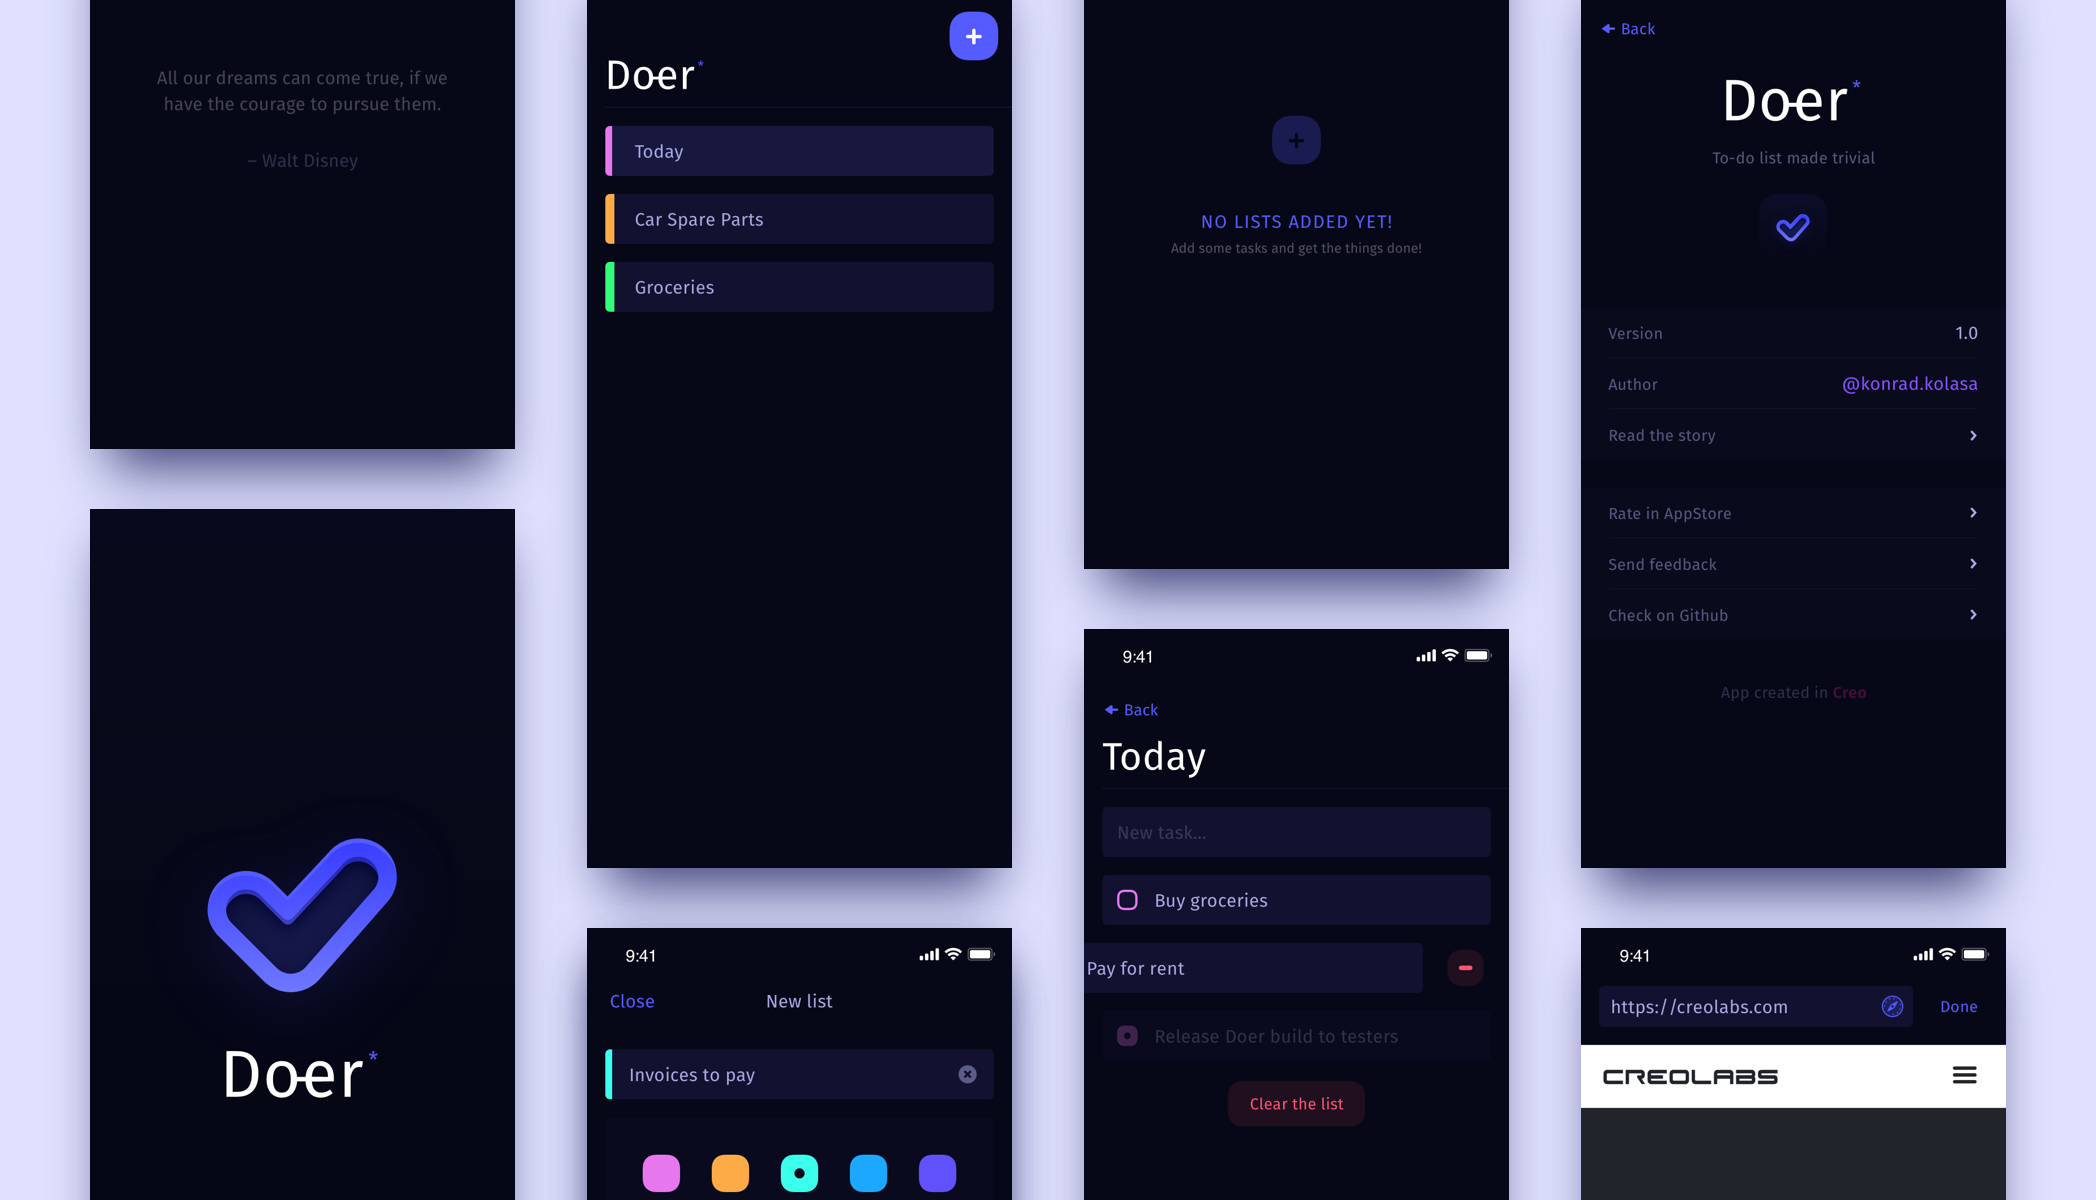 All our dreams can come true, if we
have the courage to pursue them.
– Walt Disney
Doer*
Doer*
Today
Car Spare Parts
Groceries
9:41
Close
New list
Invoices to pay
NO LISTS ADDED YET!
Add some tasks and get the things done!
9:41
Back
Today
New task...
Buy groceries
Pay for rent
Release Doer build to testers
Clear the list
Back
Doer*
To-do list made trivial
Version
1.0
Author
@konrad.kolasa
Read the story
Rate in AppStore
Send feedback
Check on Github
App created in Creo
9:41
https://creolabs.com
Done
CREOLABS